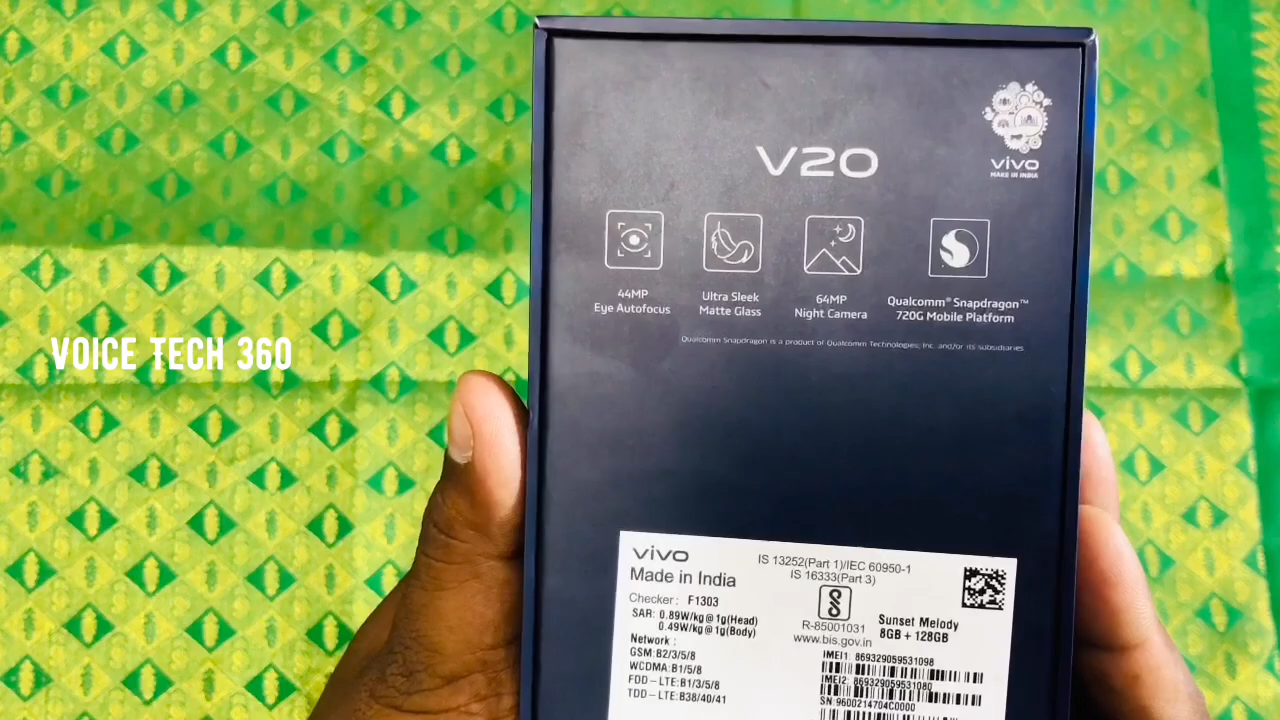 V20
vivo
MAKE IN INDIA
44MP
Eye Autofocus
Ultra Sleek
Matte Glass
64MP
Night Camera
Qualcomm® Snapdragon™
720G Mobile Platform
Qualcomm Snapdragon is a product of Qualcomm Technologies, Inc. and/or its subsidiaries.
VOICE TECH 360
vivo
Made in India
Checker : F1303
SAR: 0.89W/kg@1g(Head)
0.49W/kg@1g(Body)
Network :
GSM:B2/3/5/8
WCDMA:B1/5/8
FDD-LTE:B1/3/5/8
TDD-LTE:B38/40/41
IS 13252(Part 1)/IEC 60950-1
IS 16333(Part 3)
R-85001031
www.bis.gov.in
Sunset Melody
8GB + 128GB
IMEI1: 869329059531098
IMEI2: 869329059531080
SN:9600214704C0000